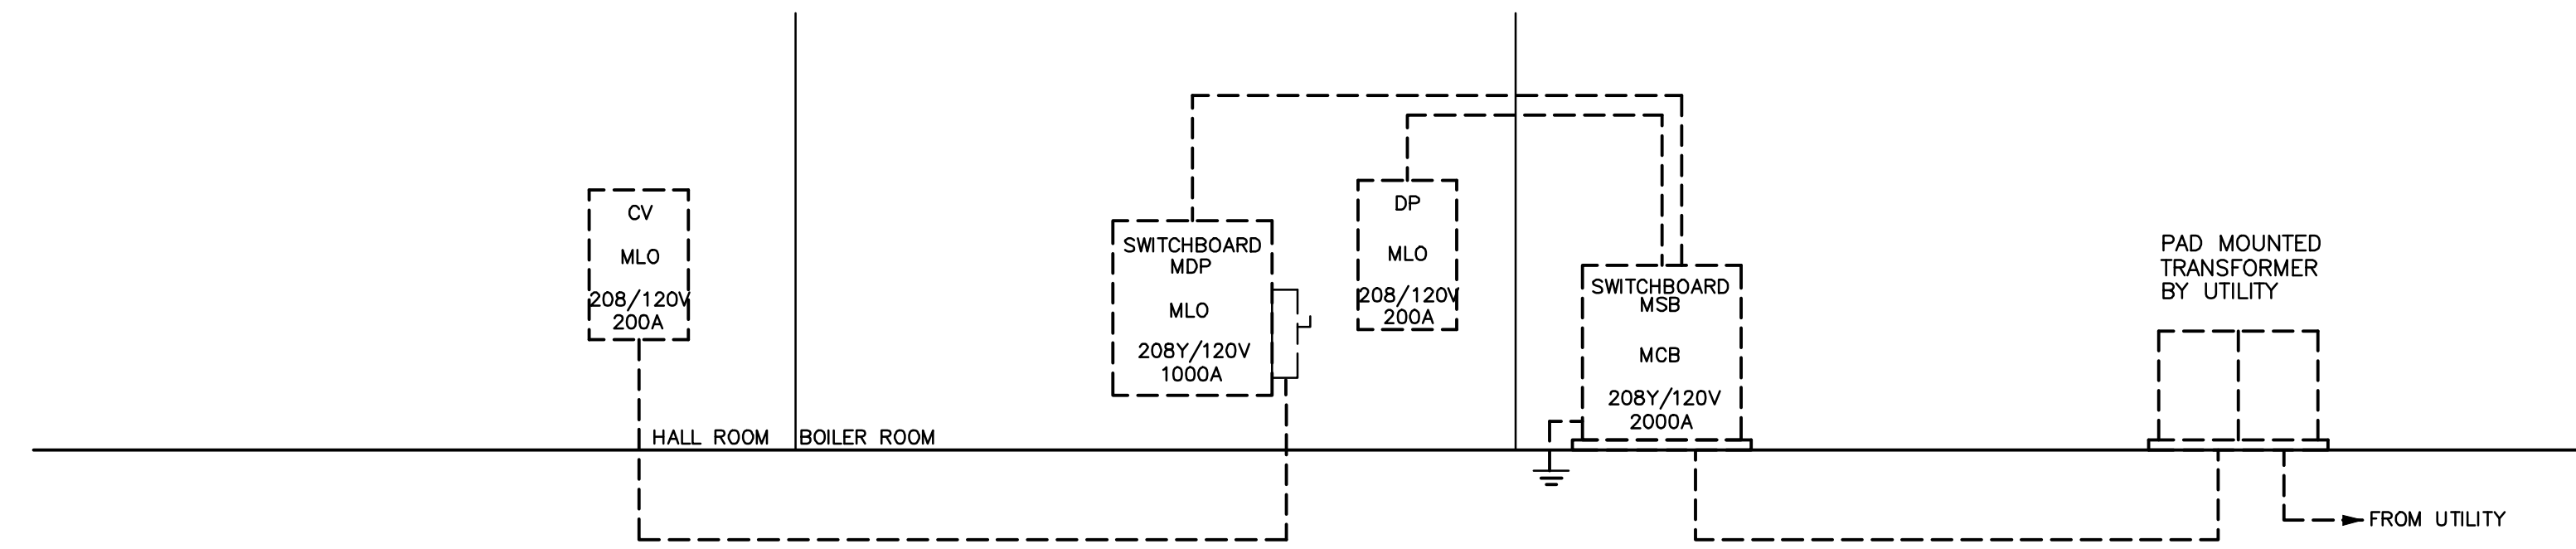 CV
MLO
208/120V
200A
HALL ROOM
BOILER ROOM
SWITCHBOARD
MDP
MLO
208Y/120V
1000A
DP
MLO
208/120V
200A
SWITCHBOARD
MSB
MCB
208Y/120V
2000A
PAD MOUNTED
TRANSFORMER
BY UTILITY
FROM UTILITY